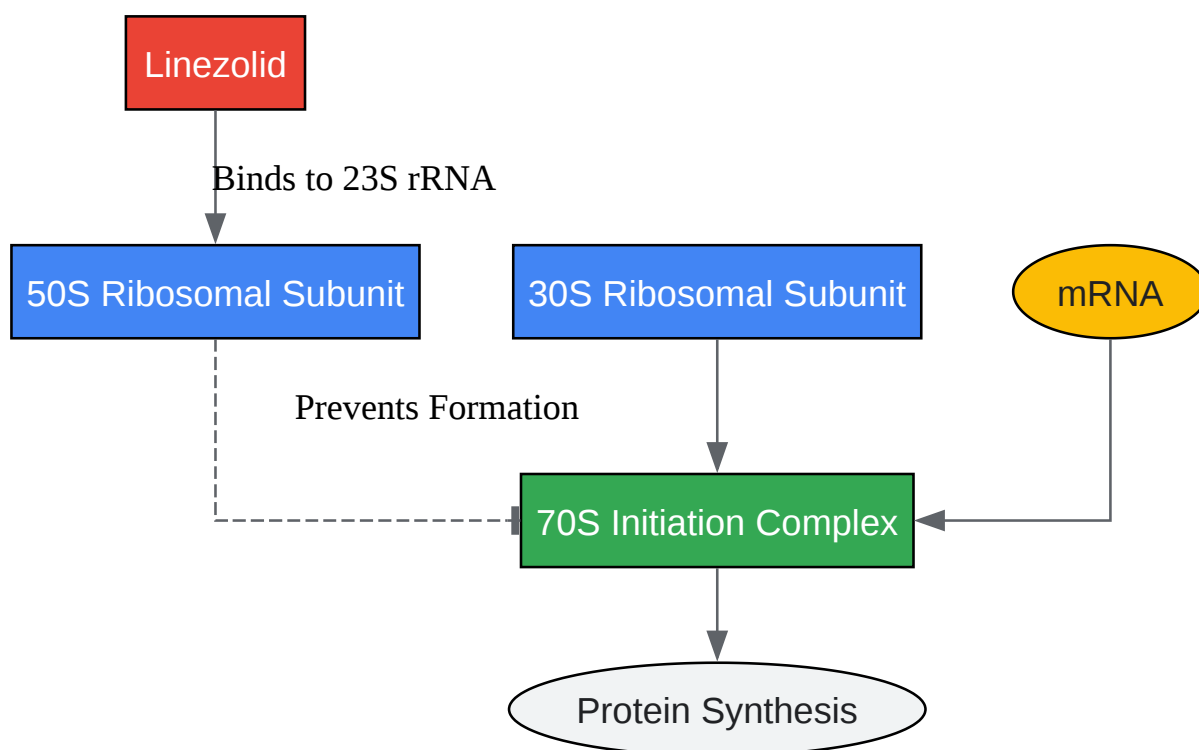 Linezolid
Binds to 23S rRNA
50S Ribosomal Subunit
30S Ribosomal Subunit
mRNA
Prevents Formation
70S Initiation Complex
Protein Synthesis